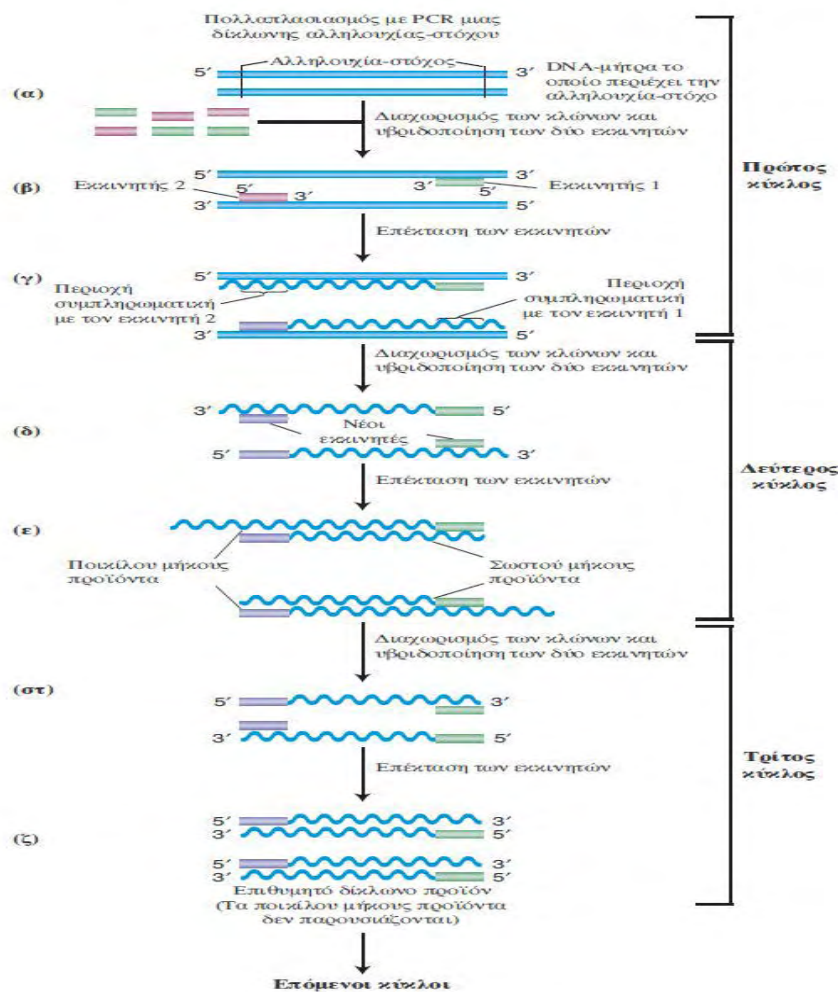 Πολλαπλασιασμός με PCR μιας
δίκλωνης αλληλουχίας-στόχου
5′ Αλληλουχία-στόχος 3′
DNA-μήτρα το
οποίο περιέχει την
αλληλουχία-στόχο
(α)
Διαχωρισμός των κλώνων και
υβριδοποίηση των δύο εκκινητών
Πρώτος
κύκλος
5′ 3′
(β)
Εκκινητής 2 5′ 3′ 3′ 5′ Εκκινητής 1
3′ 5′
Επέκταση των εκκινητών
(γ)
5′ 3′
Περιοχή
συμπληρωματική
με τον εκκινητή 2
Περιοχή
συμπληρωματική
με τον εκκινητή 1
3′ 5′
Διαχωρισμός των κλώνων και
υβριδοποίηση των δύο εκκινητών
Δεύτερος
κύκλος
3′ 5′
(δ)
Νέοι
εκκινητές
5′ 3′
Επέκταση των εκκινητών
(ε)
Ποικίλου μήκους
προϊόντα
Σωστού μήκους
προϊόντα
Διαχωρισμός των κλώνων και
υβριδοποίηση των δύο εκκινητών
Τρίτος
κύκλος
(στ)
5′ 3′
3′ 5′
Επέκταση των εκκινητών
(ζ)
5′ 3′
3′ 5′
5′ 3′
3′ 5′
Επιθυμητό δίκλωνο προϊόν
(Τα ποικίλου μήκους προϊόντα
δεν παρουσιάζονται)
Επόμενοι κύκλοι